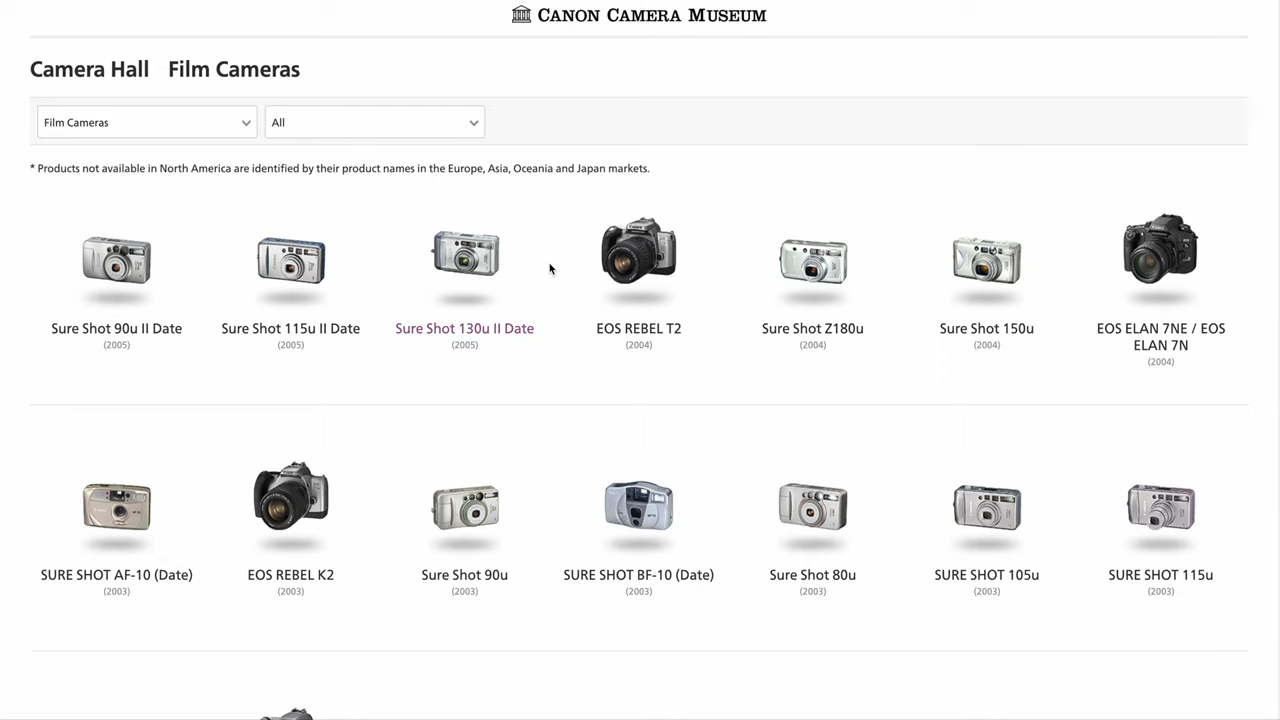 CANON CAMERA MUSEUM
Camera Hall Film Cameras
Film Cameras
All
* Products not available in North America are identified by their product names in the Europe, Asia, Oceania and Japan markets.
Sure Shot 90u II Date
(2005)
Sure Shot 115u II Date
(2005)
Sure Shot 130u II Date
(2005)
EOS REBEL T2
(2004)
Sure Shot Z180u
(2004)
Sure Shot 150u
(2004)
EOS ELAN 7NE / EOS
ELAN 7N
(2004)
SURE SHOT AF-10 (Date)
(2003)
EOS REBEL K2
(2003)
Sure Shot 90u
(2003)
SURE SHOT BF-10 (Date)
(2003)
Sure Shot 80u
(2003)
SURE SHOT 105u
(2003)
SURE SHOT 115u
(2003)